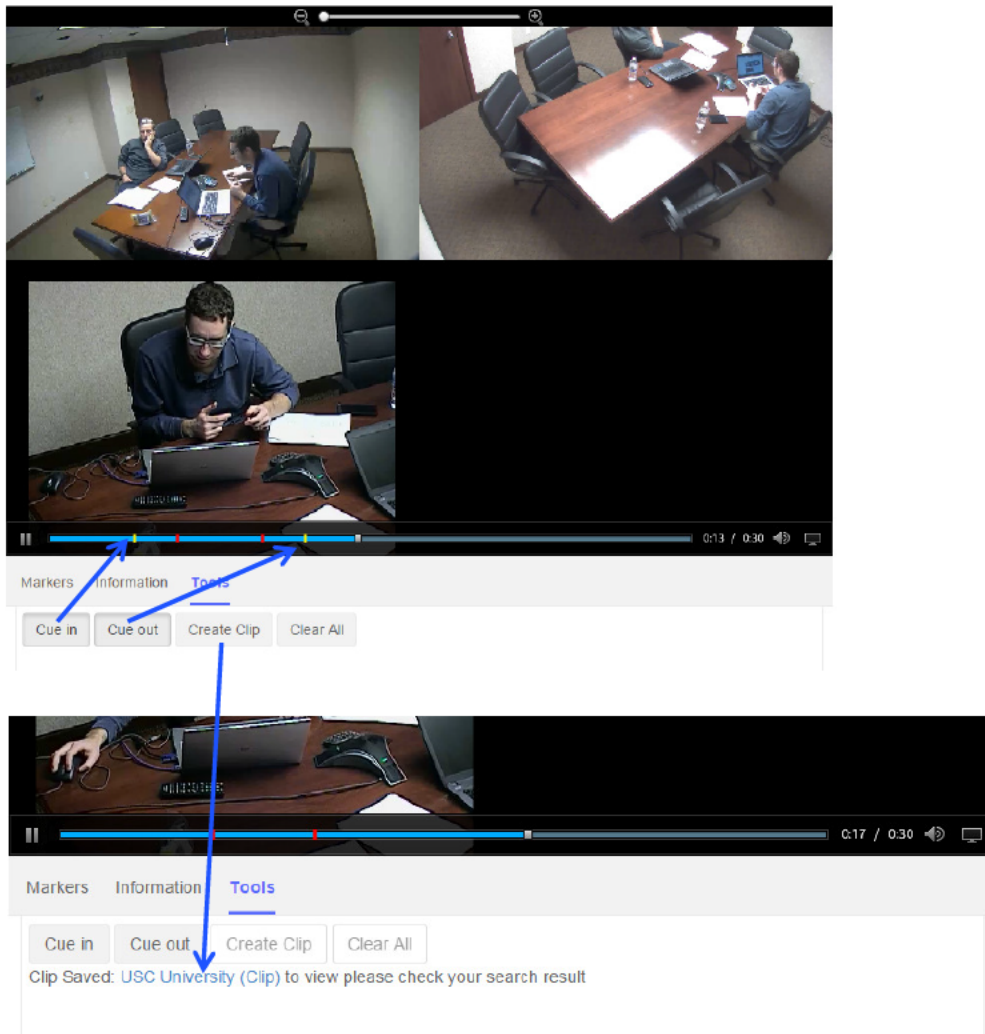 0:13 / 0:30
Markers Information Tools
Cue in Cue out Create Clip Clear All
0:17 / 0:30
Markers Information Tools
Cue in Cue out Create Clip Clear All
Clip Saved: USC University (Clip) to view please check your search result